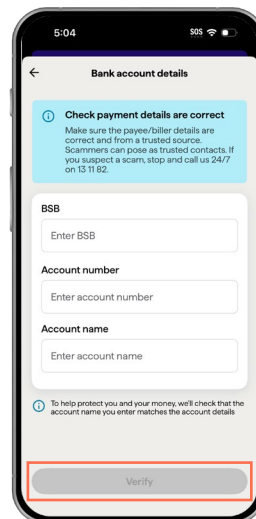 5:04
SOS
Bank account details
Check payment details are correct
Make sure the payee/biller details are
correct and from a trusted source.
Scammers can pose as trusted contacts. If
you suspect a scam, stop and call us 24/7
on 13 11 82.
BSB
Enter BSB
Account number
Enter account number
Account name
Enter account name
To help protect you and your money, we'll check that the
account name you enter matches the account details
Verify